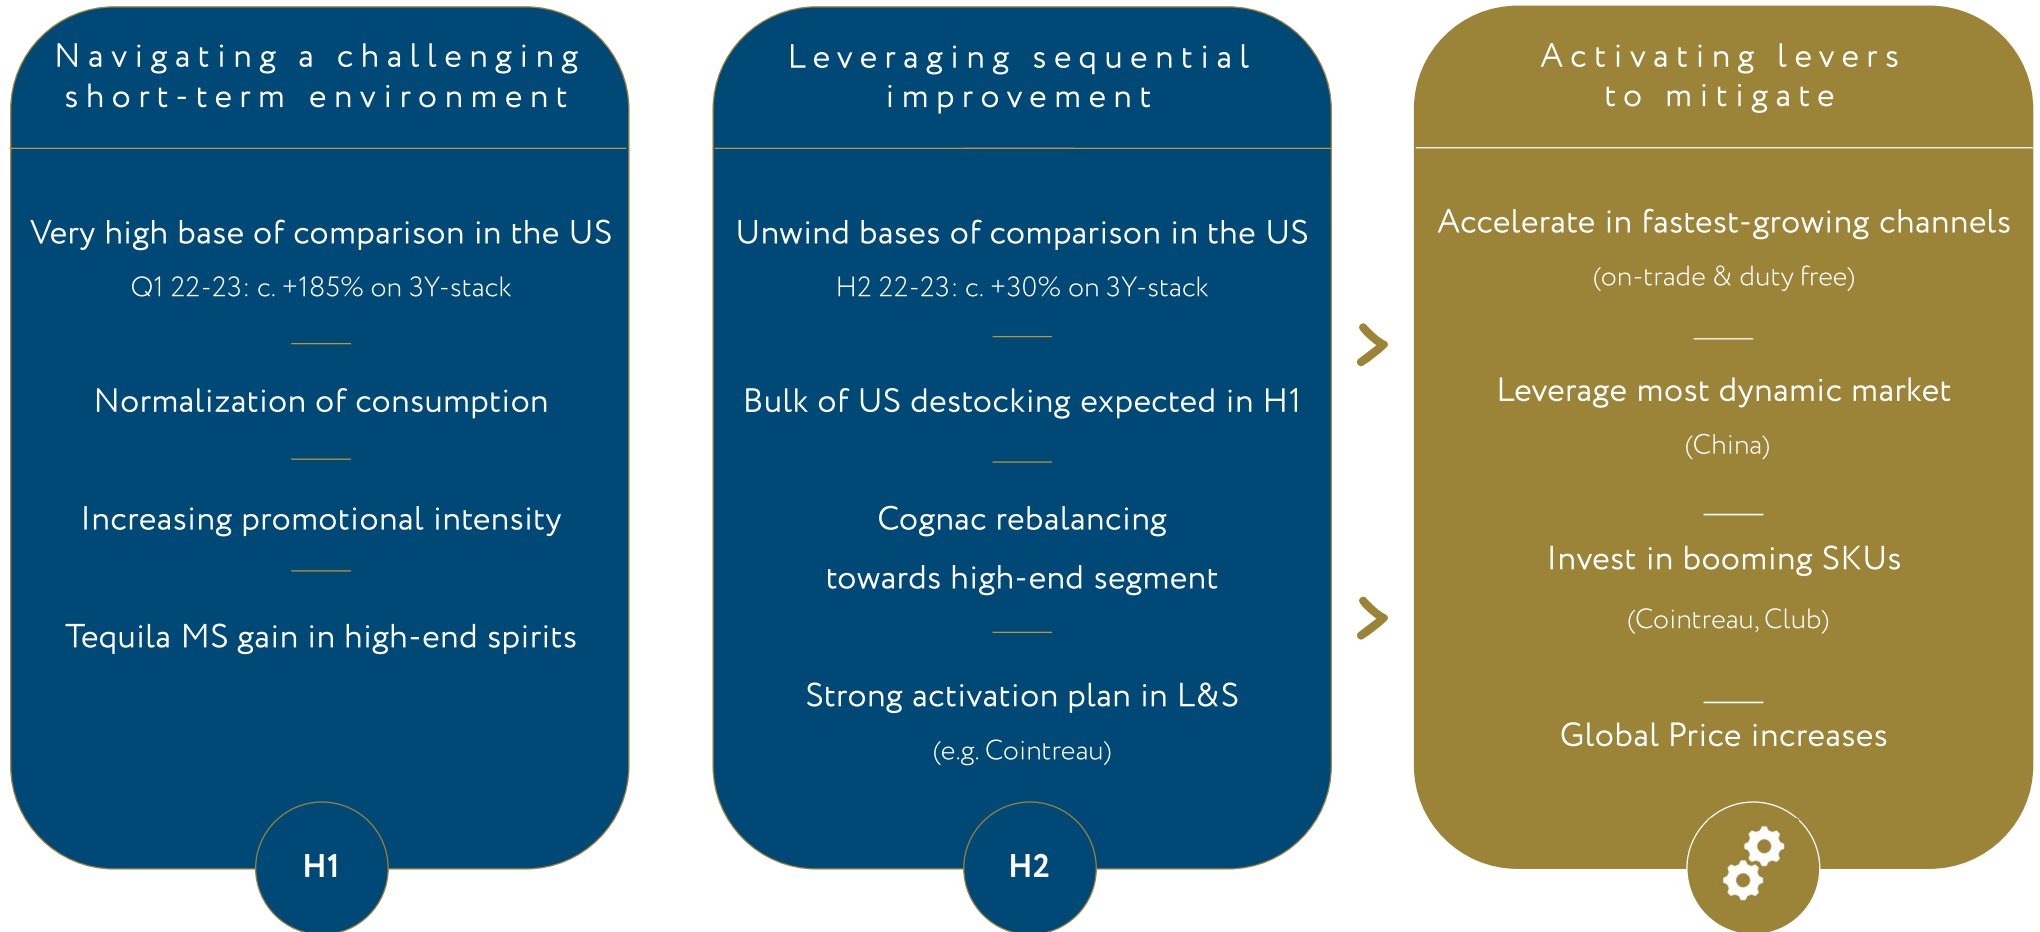 Navigating a challenging
short-term environment
Very high base of comparison in the US
Q1 22-23: c. +185% on 3Y-stack
Normalization of consumption
Increasing promotional intensity
Tequila MS gain in high-end spirits
H1
Leveraging sequential
improvement
Unwind bases of comparison in the US
H2 22-23: c. +30% on 3Y-stack
Bulk of US destocking expected in H1
Cognac rebalancing
towards high-end segment
Strong activation plan in L&S
(e.g. Cointreau)
H2
Activating levers
to mitigate
Accelerate in fastest-growing channels
(on-trade & duty free)
Leverage most dynamic market
(China)
Invest in booming SKUs
(Cointreau, Club)
Global Price increases